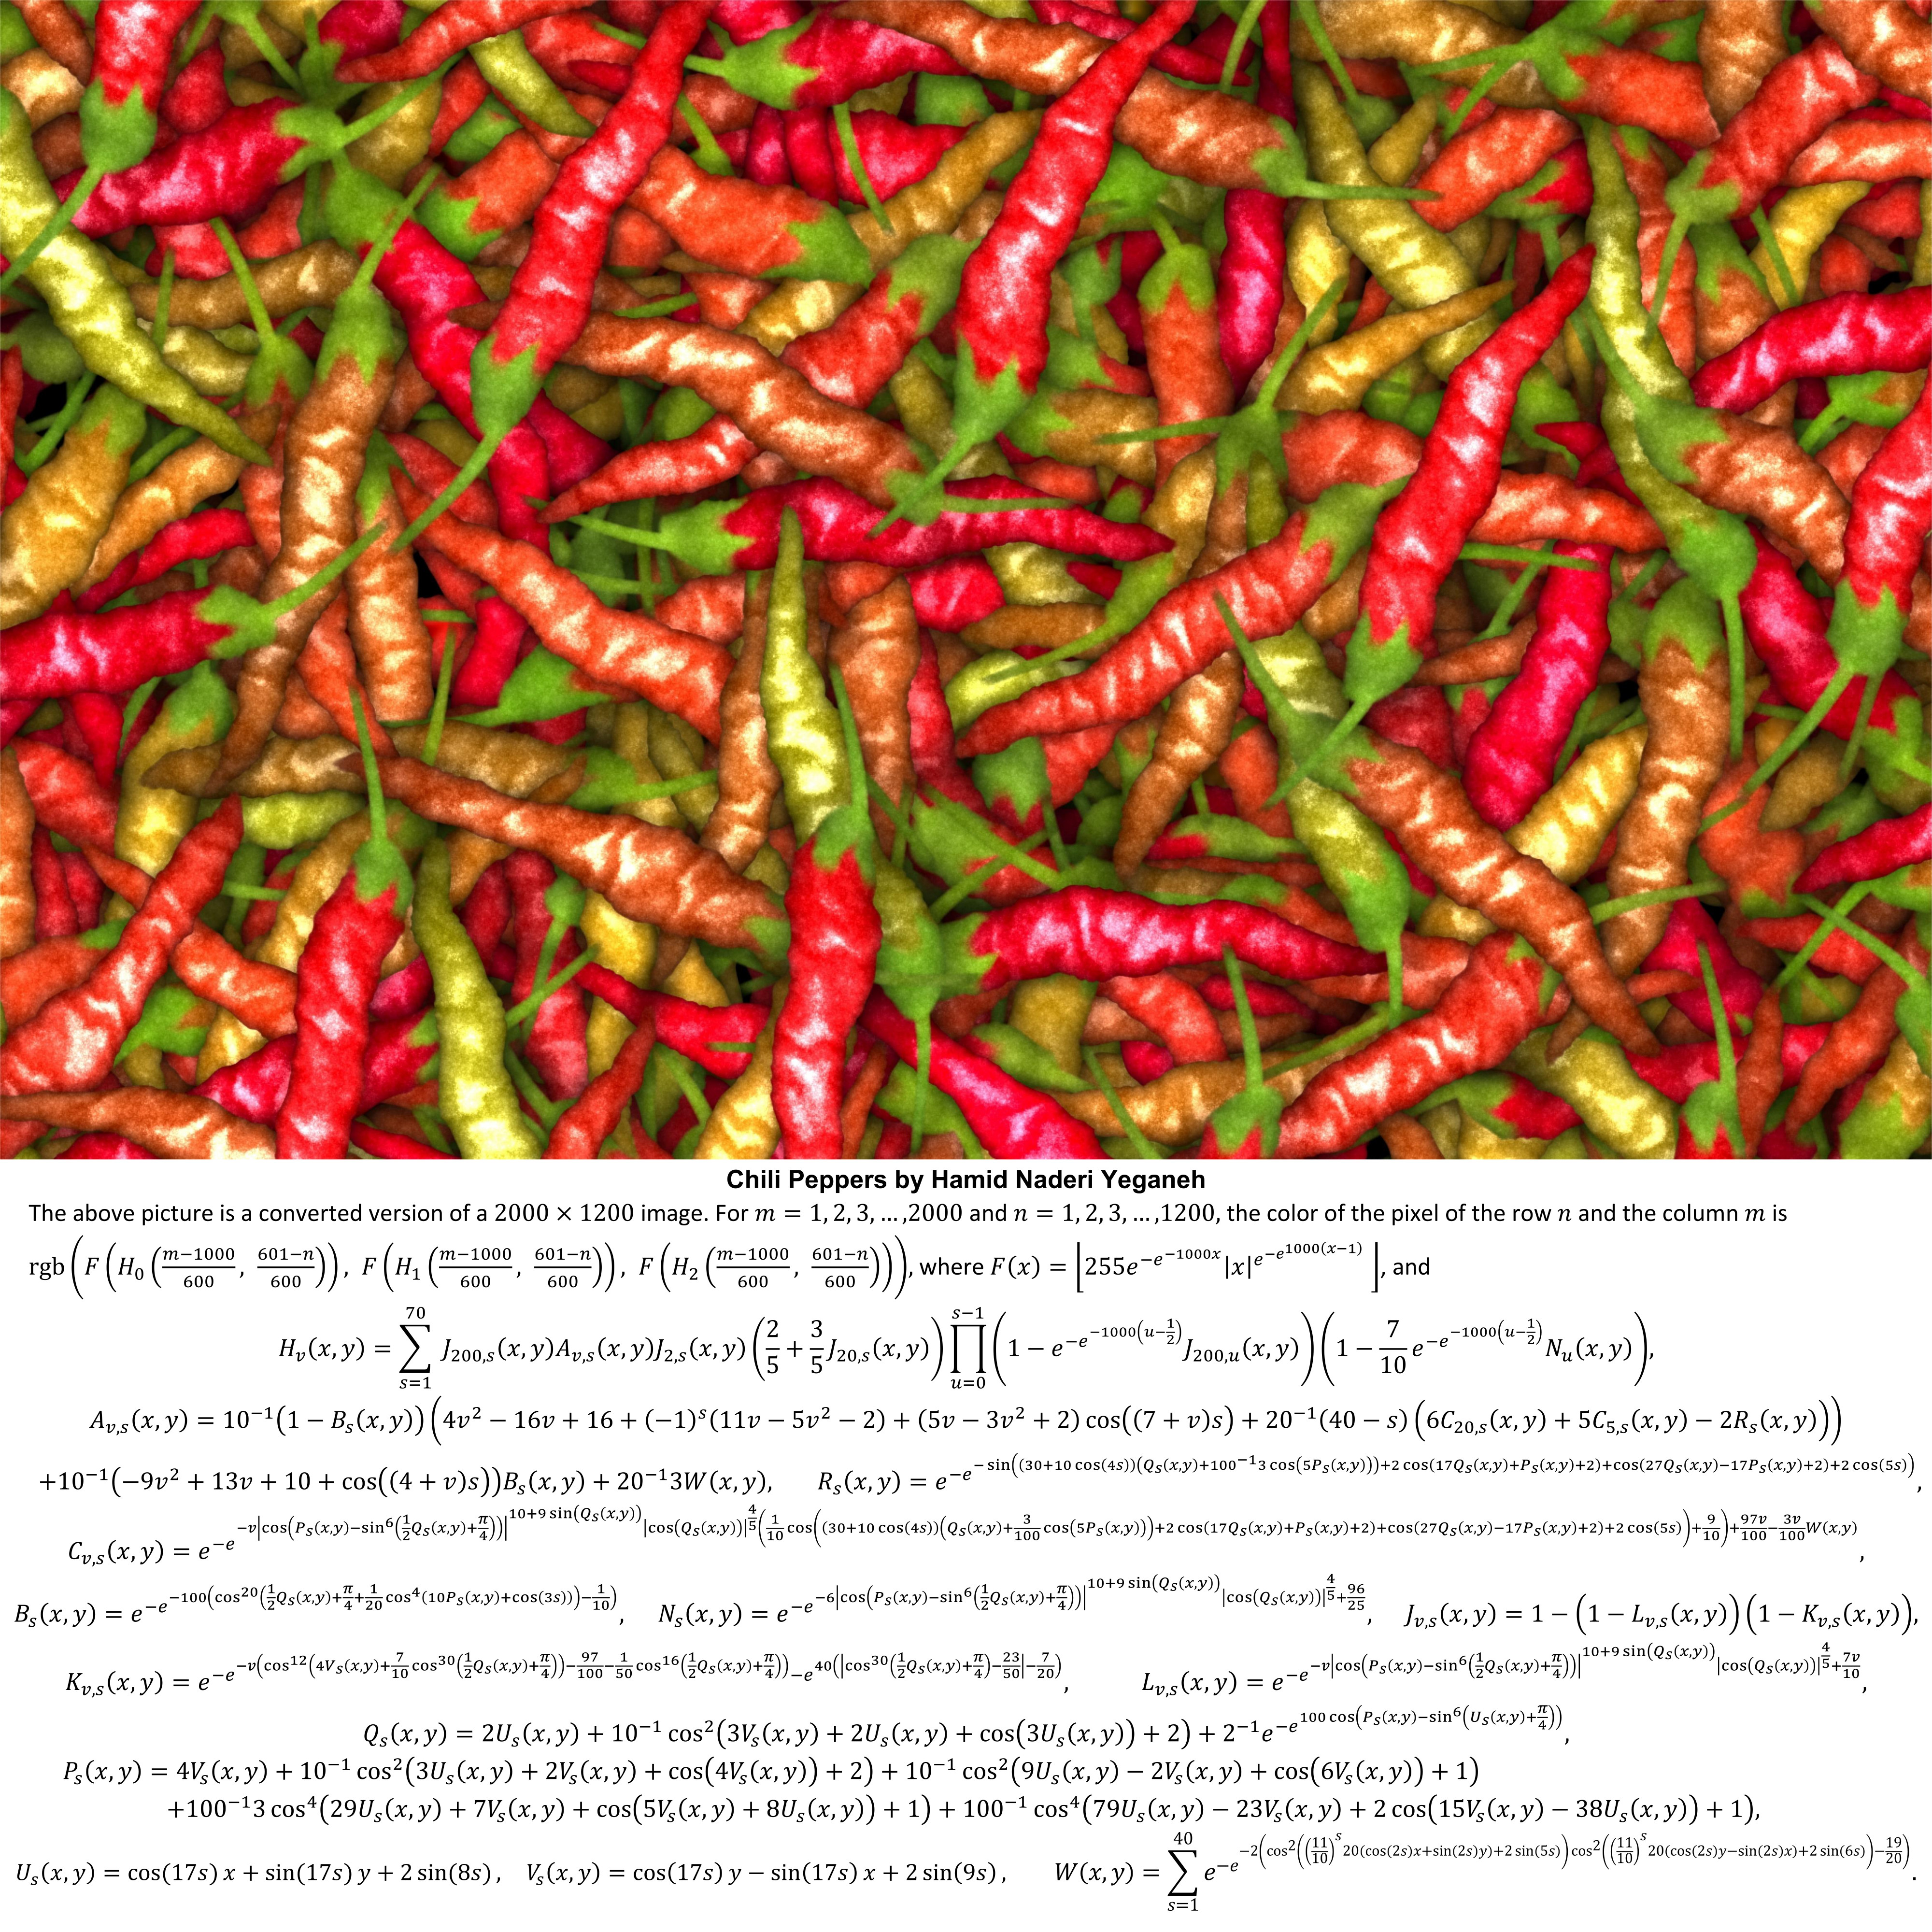 Chili Peppers by Hamid Naderi Yeganeh
The above picture is a converted version of a 2000 × 1200 image. For m = 1, 2, 3, … ,2000 and n = 1, 2, 3, … ,1200, the color of the pixel of the row n and the column m is
rgb(F(H_0((m−1000)/600, (601−n)/600)), F(H_1((m−1000)/600, (601−n)/600)), F(H_2((m−1000)/600, (601−n)/600))), where F(x) = ⌊255e^{−e^{−1000x}}|x|^{e^{−e^{1000(x−1)}}}⌋, and
H_v(x, y) = ∑_{s=1}^{70} J_{200,s}(x, y)A_{v,s}(x, y)J_{2,s}(x, y)(2/5 + 3/5 J_{20,s}(x, y)) ∏_{u=0}^{s−1} (1 − e^{−e^{−1000(u−1/2)}}J_{200,u}(x, y))(1 − 7/10 e^{−e^{−1000(u−1/2)}}N_u(x, y)),
A_{v,s}(x, y) = 10^{−1}(1 − B_s(x, y))(4v^2 − 16v + 16 + (−1)^s(11v − 5v^2 − 2) + (5v − 3v^2 + 2) cos((7 + v)s) + 20^{−1}(40 − s)(6C_{20,s}(x, y) + 5C_{5,s}(x, y) − 2R_s(x, y)))
+10^{−1}(−9v^2 + 13v + 10 + cos((4 + v)s))B_s(x, y) + 20^{−1}3W(x, y), R_s(x, y) = e^{−e^{−sin((30+10 cos(4s))(Q_s(x,y)+100^{−1}3 cos(5P_s(x,y)))+2 cos(17Q_s(x,y)+P_s(x,y)+2)+cos(27Q_s(x,y)−17P_s(x,y)+2)+2 cos(5s))}},
C_{v,s}(x, y) = e^{−e^{−v|cos(P_s(x,y)−sin^6(1/2 Q_s(x,y)+π/4))|^{10+9 sin(Q_s(x,y))}|cos(Q_s(x,y))|^{4/5}(1/10 cos((30+10 cos(4s))(Q_s(x,y)+3/100 cos(5P_s(x,y)))+2 cos(17Q_s(x,y)+P_s(x,y)+2)+cos(27Q_s(x,y)−17P_s(x,y)+2)+2 cos(5s))+9/10)+97v/100−3v/100 W(x,y)}},
B_s(x, y) = e^{−e^{−100(cos^{20}(1/2 Q_s(x,y)+π/4+1/20 cos^4(10P_s(x,y)+cos(3s)))−1/10)}}, N_s(x, y) = e^{−e^{−6|cos(P_s(x,y)−sin^6(1/2 Q_s(x,y)+π/4))|^{10+9 sin(Q_s(x,y))}|cos(Q_s(x,y))|^{4/5}+96/25}}, J_{v,s}(x, y) = 1 − (1 − L_{v,s}(x, y))(1 − K_{v,s}(x, y)),
K_{v,s}(x, y) = e^{−e^{−v(cos^{12}(4V_s(x,y)+7/10 cos^{30}(1/2 Q_s(x,y)+π/4))−97/100−1/50 cos^{16}(1/2 Q_s(x,y)+π/4))}−e^{40(|cos^{30}(1/2 Q_s(x,y)+π/4)−23/50|−7/20)}}, L_{v,s}(x, y) = e^{−e^{−v|cos(P_s(x,y)−sin^6(1/2 Q_s(x,y)+π/4))|^{10+9 sin(Q_s(x,y))}|cos(Q_s(x,y))|^{4/5}+7v/10}},
Q_s(x, y) = 2U_s(x, y) + 10^{−1} cos^2(3V_s(x, y) + 2U_s(x, y) + cos(3U_s(x, y)) + 2) + 2^{−1}e^{−e^{100 cos(P_s(x,y)−sin^6(U_s(x,y)+π/4))}},
P_s(x, y) = 4V_s(x, y) + 10^{−1} cos^2(3U_s(x, y) + 2V_s(x, y) + cos(4V_s(x, y)) + 2) + 10^{−1} cos^2(9U_s(x, y) − 2V_s(x, y) + cos(6V_s(x, y)) + 1)
+100^{−1}3 cos^4(29U_s(x, y) + 7V_s(x, y) + cos(5V_s(x, y) + 8U_s(x, y)) + 1) + 100^{−1} cos^4(79U_s(x, y) − 23V_s(x, y) + 2 cos(15V_s(x, y) − 38U_s(x, y)) + 1),
U_s(x, y) = cos(17s) x + sin(17s) y + 2 sin(8s) , V_s(x, y) = cos(17s) y − sin(17s) x + 2 sin(9s) , W(x, y) = ∑_{s=1}^{40} e^{−e^{−2(cos^2((11/10)^s 20(cos(2s)x+sin(2s)y)+2 sin(5s)) cos^2((11/10)^s 20(cos(2s)y−sin(2s)x)+2 sin(6s))−19/20)}}.